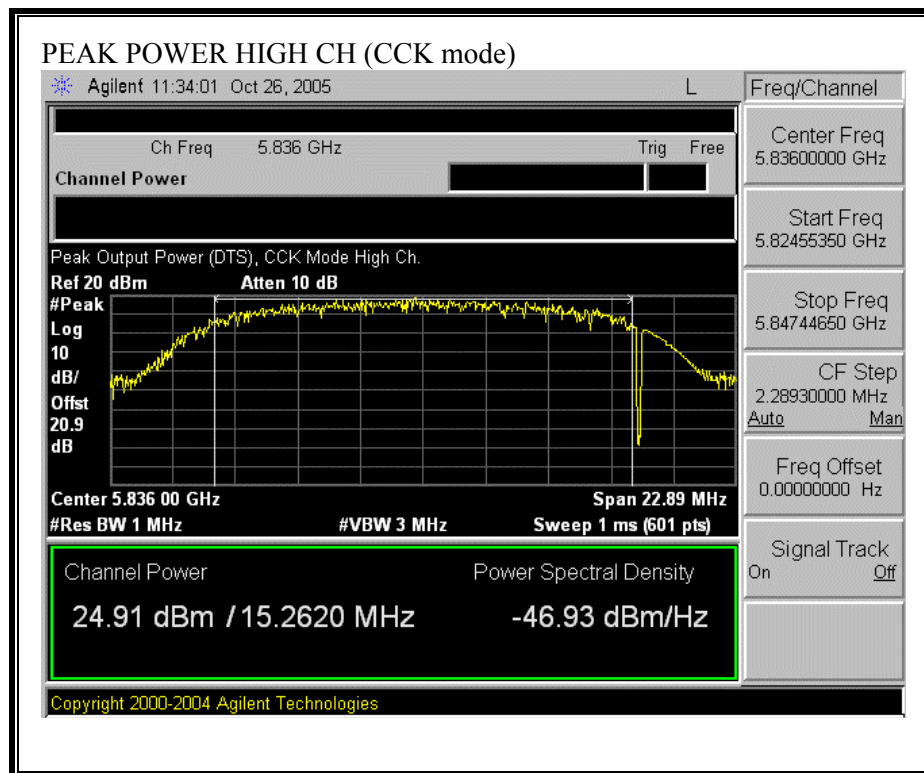 PEAK POWER HIGH CH (CCK mode)
Agilent 11:34:01 Oct 26, 2005 L Freq/Channel
Ch Freq 5.836 GHz Trig Free
Channel Power
Center Freq
5.83600000 GHz
Start Freq
5.82455350 GHz
Stop Freq
5.84744650 GHz
CF Step
2.28930000 MHz
Auto Man
Freq Offset
0.00000000 Hz
Signal Track
On Off
Peak Output Power (DTS), CCK Mode High Ch.
Ref 20 dBm Atten 10 dB
#Peak
Log
10
dB/
Offst
20.9
dB
Center 5.836 00 GHz Span 22.89 MHz
#Res BW 1 MHz #VBW 3 MHz Sweep 1 ms (601 pts)
Channel Power Power Spectral Density
24.91 dBm / 15.2620 MHz -46.93 dBm/Hz
Copyright 2000-2004 Agilent Technologies